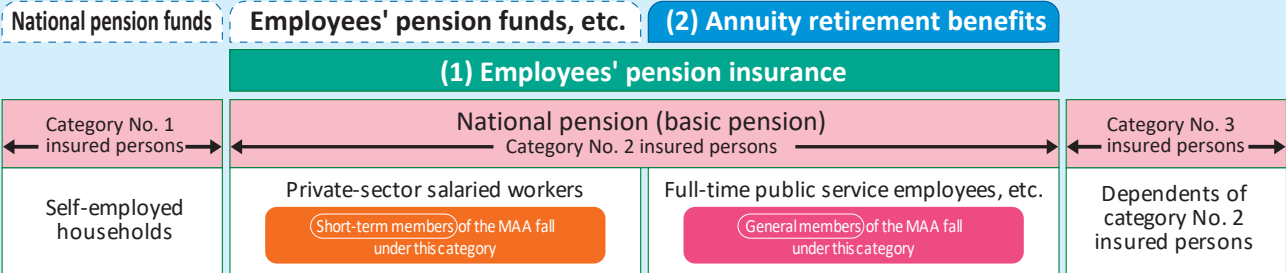 National pension funds
Employees' pension funds, etc.
(2) Annuity retirement benefits
(1) Employees' pension insurance
Category No. 1
insured persons
National pension (basic pension)
Category No. 2 insured persons
Category No. 3
insured persons
Self-employed
households
Private-sector salaried workers
Short-term members of the MAA fall
under this category
Full-time public service employees, etc.
General members of the MAA fall
under this category
Dependents of
category No. 2
insured persons